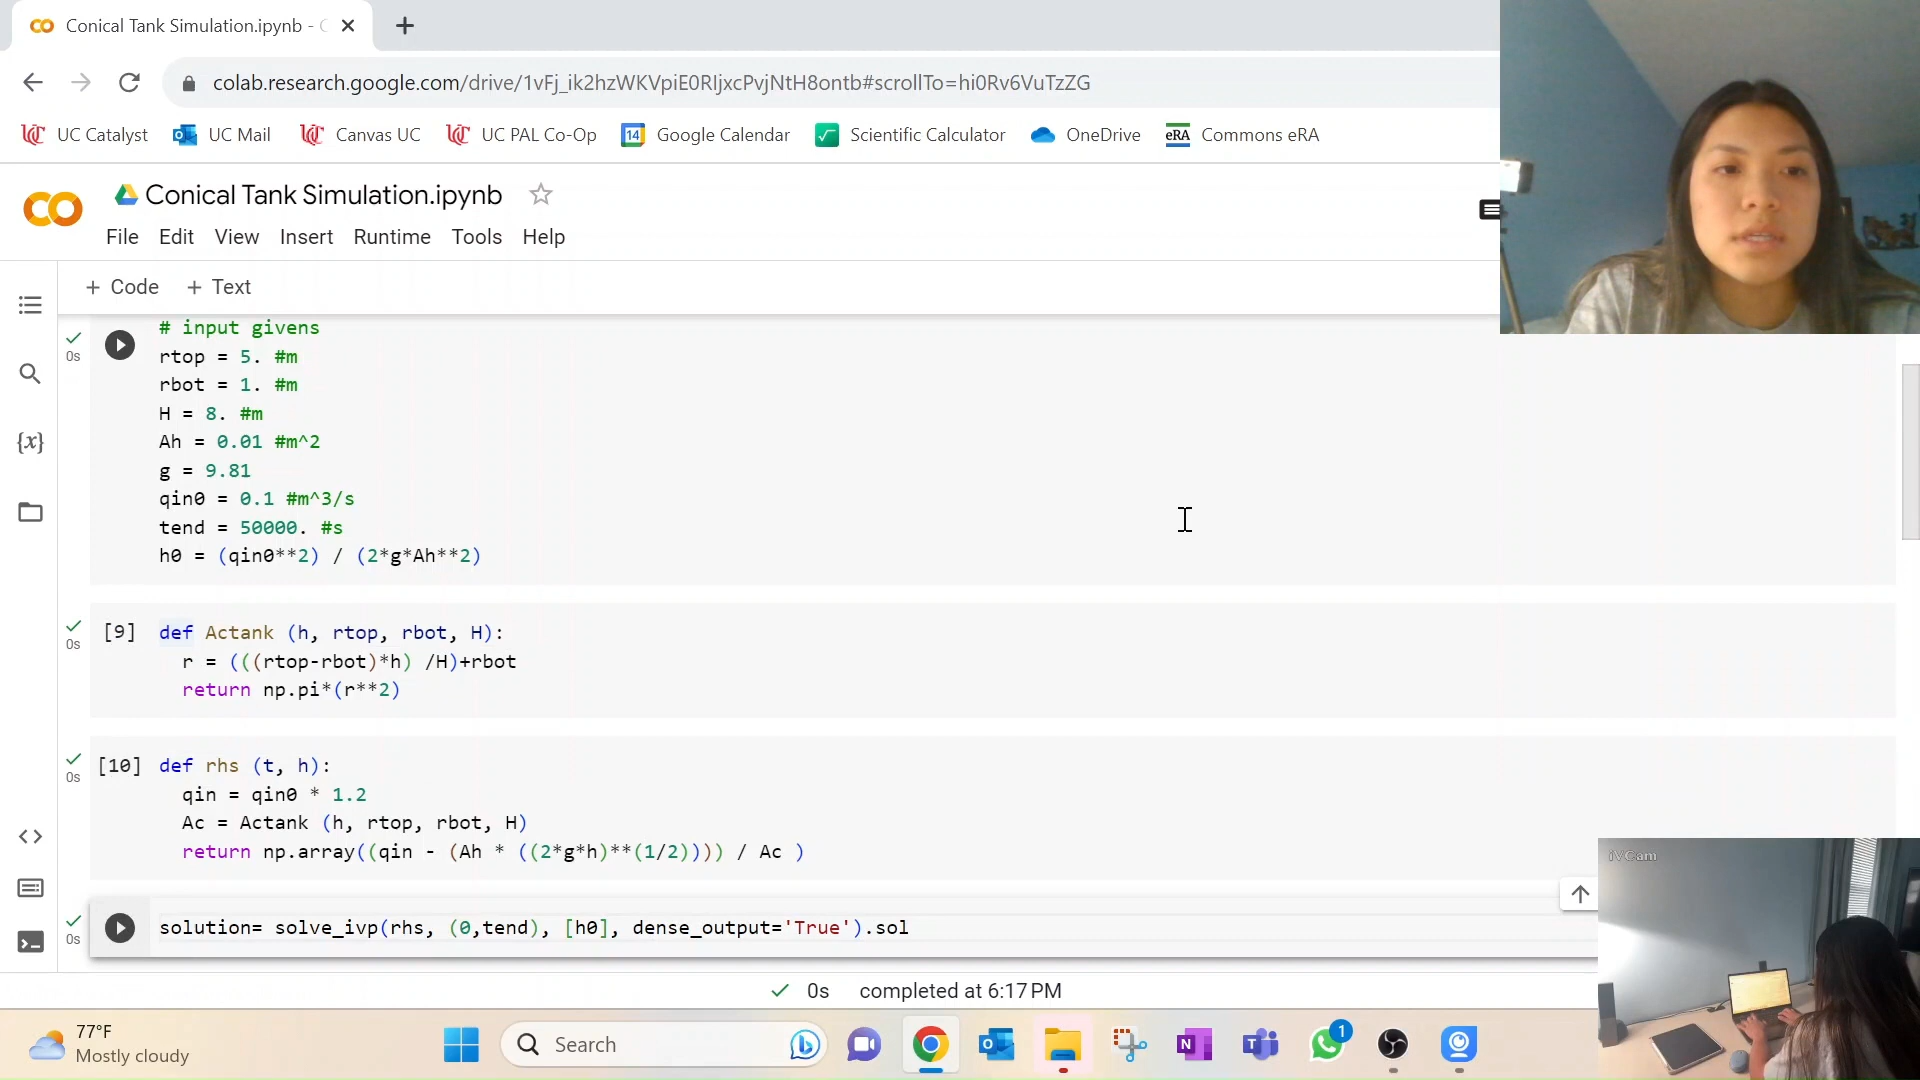 Conical Tank Simulation.ipynb - C
colab.research.google.com/drive/1vFj_ik2hzWKVpiE0RIjxcPvjNtH8ontb#scrollTo=hi0Rv6VuTzZG
UC Catalyst UC Mail Canvas UC UC PAL Co-Op 14 Google Calendar Scientific Calculator OneDrive eRA Commons eRA
Conical Tank Simulation.ipynb
File Edit View Insert Runtime Tools Help
+ Code + Text
# input givens
0s
rtop = 5. #m
rbot = 1. #m
H = 8. #m
Ah = 0.01 #m^2
{x}
g = 9.81
qin0 = 0.1 #m^3/s
tend = 50000. #s
h0 = (qin0**2) / (2*g*Ah**2)
[9] def Actank (h, rtop, rbot, H):
0s
r = (((rtop-rbot)*h) /H)+rbot
return np.pi*(r**2)
[10] def rhs (t, h):
0s
qin = qin0 * 1.2
Ac = Actank (h, rtop, rbot, H)
return np.array((qin - (Ah * ((2*g*h)**(1/2)))) / Ac )
iVCam
solution= solve_ivp(rhs, (0,tend), [h0], dense_output='True').sol
0s
0s completed at 6:17 PM
77°F
Mostly cloudy
Search
1